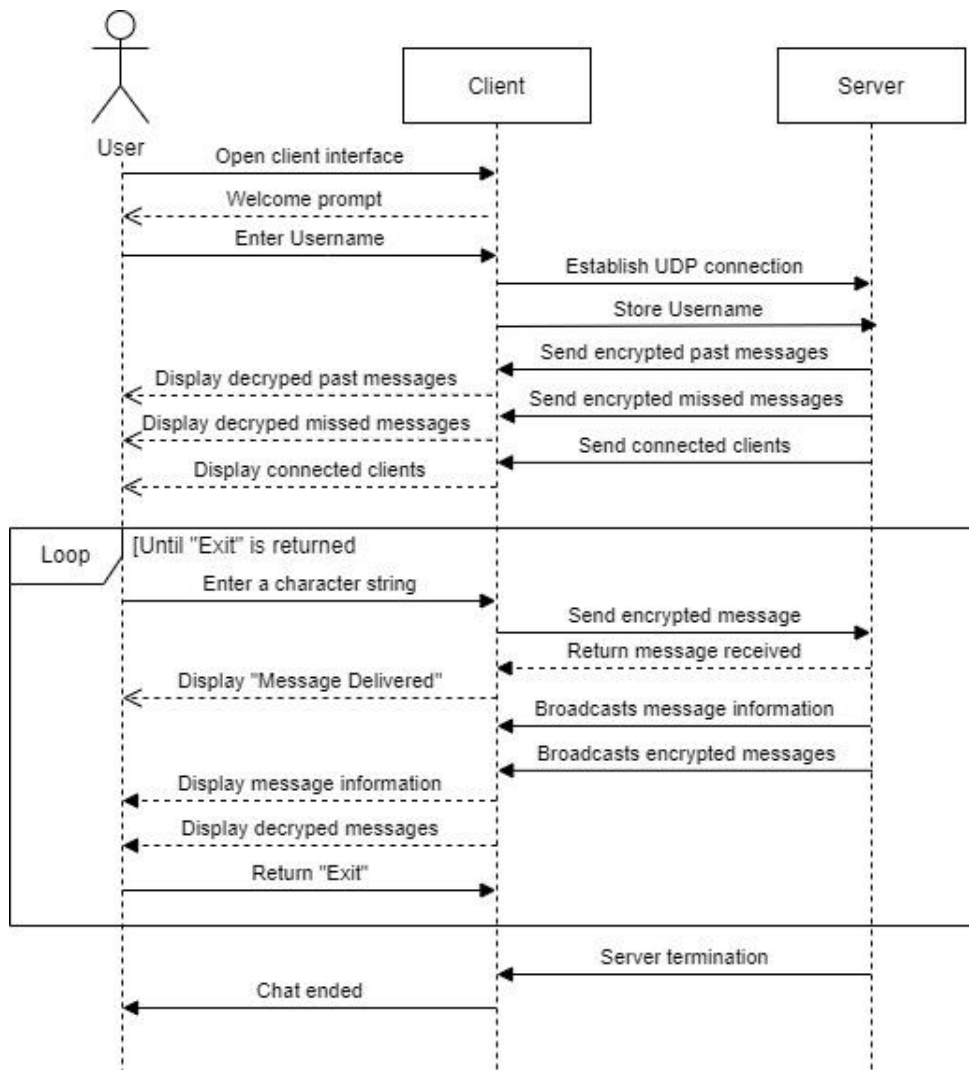 Client
Server
User
Open client interface
Welcome prompt
Enter Username
Establish UDP connection
Store Username
Send encrypted past messages
Display decryped past messages
Send encrypted missed messages
Display decryped missed messages
Send connected clients
Display connected clients
Loop
[Until "Exit" is returned
Enter a character string
Send encrypted message
Return message received
Display "Message Delivered"
Broadcasts message information
Broadcasts encrypted messages
Display message information
Display decryped messages
Return "Exit"
Server termination
Chat ended